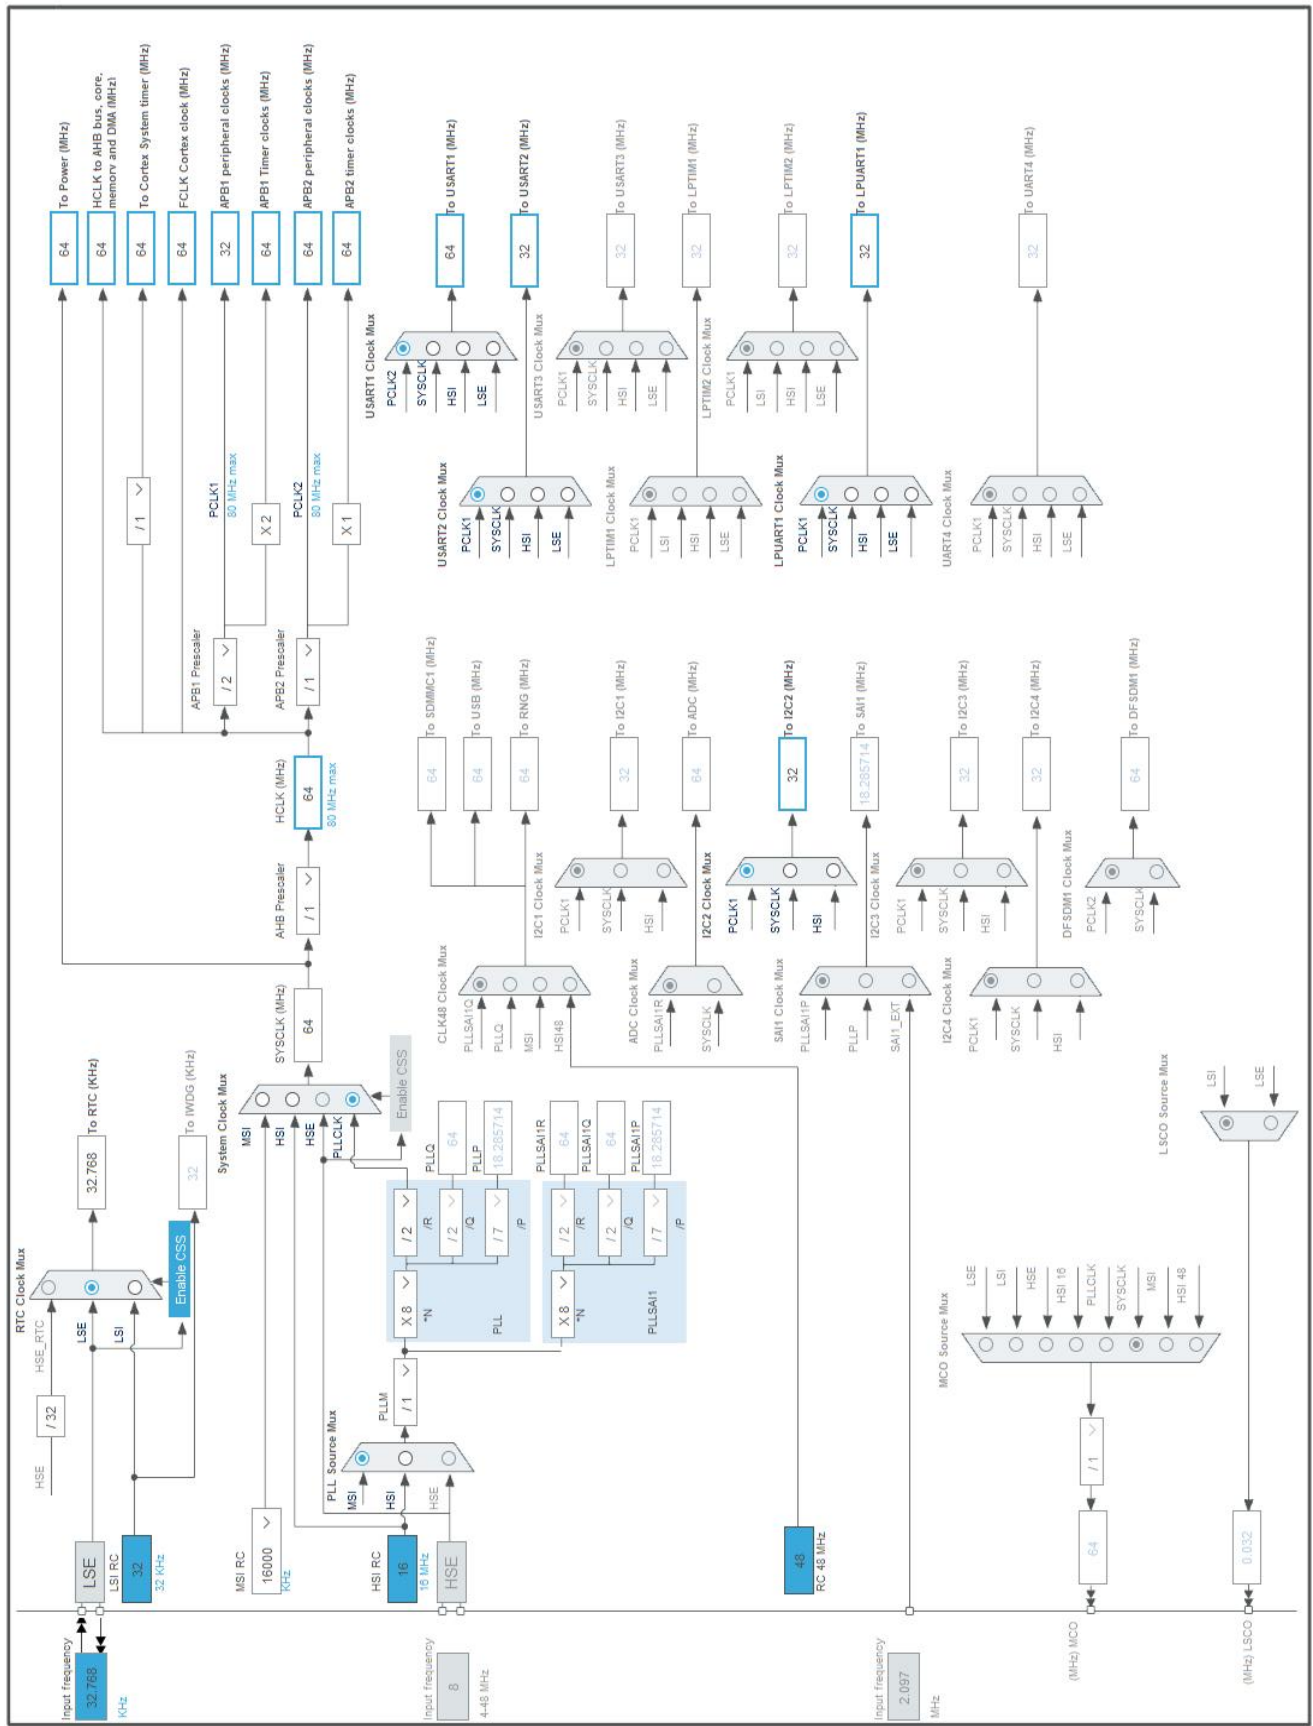 Input frequency
32.768
KHz
LSE
LSI RC
32
32 KHz
HSE
/ 32
HSE_RTC
RTC Clock Mux
LSE
LSI
Enable CSS
32.768
To RTC (KHz)
32
To IWDG (KHz)
MSI RC
16000
KHz
HSI RC
16
16 MHz
Input frequency
8
4-48 MHz
HSE
PLL Source Mux
MSI
HSI
HSE
PLLM
/ 1
X 8
*N
PLL
/ 2
/R
/ 2
/Q
/ 7
/P
PLLQ
64
PLLP
18.285714
X 8
*N
PLLSAI1
/ 2
/R
/ 2
/Q
/ 7
/P
PLLSAI1R
64
PLLSAI1Q
64
PLLSAI1P
18.285714
System Clock Mux
MSI
HSI
HSE
PLLCLK
Enable CSS
SYSCLK (MHz)
64
AHB Prescaler
/ 1
HCLK (MHz)
64
80 MHz max
APB1 Prescaler
/ 2
APB2 Prescaler
/ 1
/ 1
PCLK1
80 MHz max
X 2
PCLK2
80 MHz max
X 1
64
To Power (MHz)
64
HCLK to AHB bus, core,
memory and DMA (MHz)
64
To Cortex System timer (MHz)
64
FCLK Cortex clock (MHz)
32
APB1 peripheral clocks (MHz)
64
APB1 Timer clocks (MHz)
64
APB2 peripheral clocks (MHz)
64
APB2 timer clocks (MHz)
USART1 Clock Mux
PCLK2
SYSCLK
HSI
LSE
64
To USART1 (MHz)
USART2 Clock Mux
PCLK1
SYSCLK
HSI
LSE
32
To USART2 (MHz)
USART3 Clock Mux
PCLK1
SYSCLK
HSI
LSE
32
To USART3 (MHz)
LPTIM1 Clock Mux
PCLK1
LSI
HSI
LSE
32
To LPTIM1 (MHz)
LPTIM2 Clock Mux
PCLK1
LSI
HSI
LSE
32
To LPTIM2 (MHz)
LPUART1 Clock Mux
PCLK1
SYSCLK
HSI
LSE
32
To LPUART1 (MHz)
UART4 Clock Mux
PCLK1
SYSCLK
HSI
LSE
32
To UART4 (MHz)
CLK48 Clock Mux
PLLSAI1Q
PLLQ
MSI
HSI48
64
To SDMMC1 (MHz)
64
To USB (MHz)
64
To RNG (MHz)
I2C1 Clock Mux
PCLK1
SYSCLK
HSI
32
To I2C1 (MHz)
ADC Clock Mux
PLLSAI1R
SYSCLK
64
To ADC (MHz)
I2C2 Clock Mux
PCLK1
SYSCLK
HSI
32
To I2C2 (MHz)
SAI1 Clock Mux
PLLSAI1P
PLLP
SAI1_EXT
18.285714
To SAI1 (MHz)
I2C3 Clock Mux
PCLK1
SYSCLK
HSI
32
To I2C3 (MHz)
I2C4 Clock Mux
PCLK1
SYSCLK
HSI
32
To I2C4 (MHz)
DFSDM1 Clock Mux
PCLK2
SYSCLK
64
To DFSDM1 (MHz)
48
RC 48 MHz
Input frequency
2.097
MHz
MCO Source Mux
LSE
LSI
HSE
HSI 16
PLLCLK
SYSCLK
MSI
HSI 48
/ 1
64
(MHz) MCO
LSCO Source Mux
LSI
LSE
0.032
(MHz) LSCO